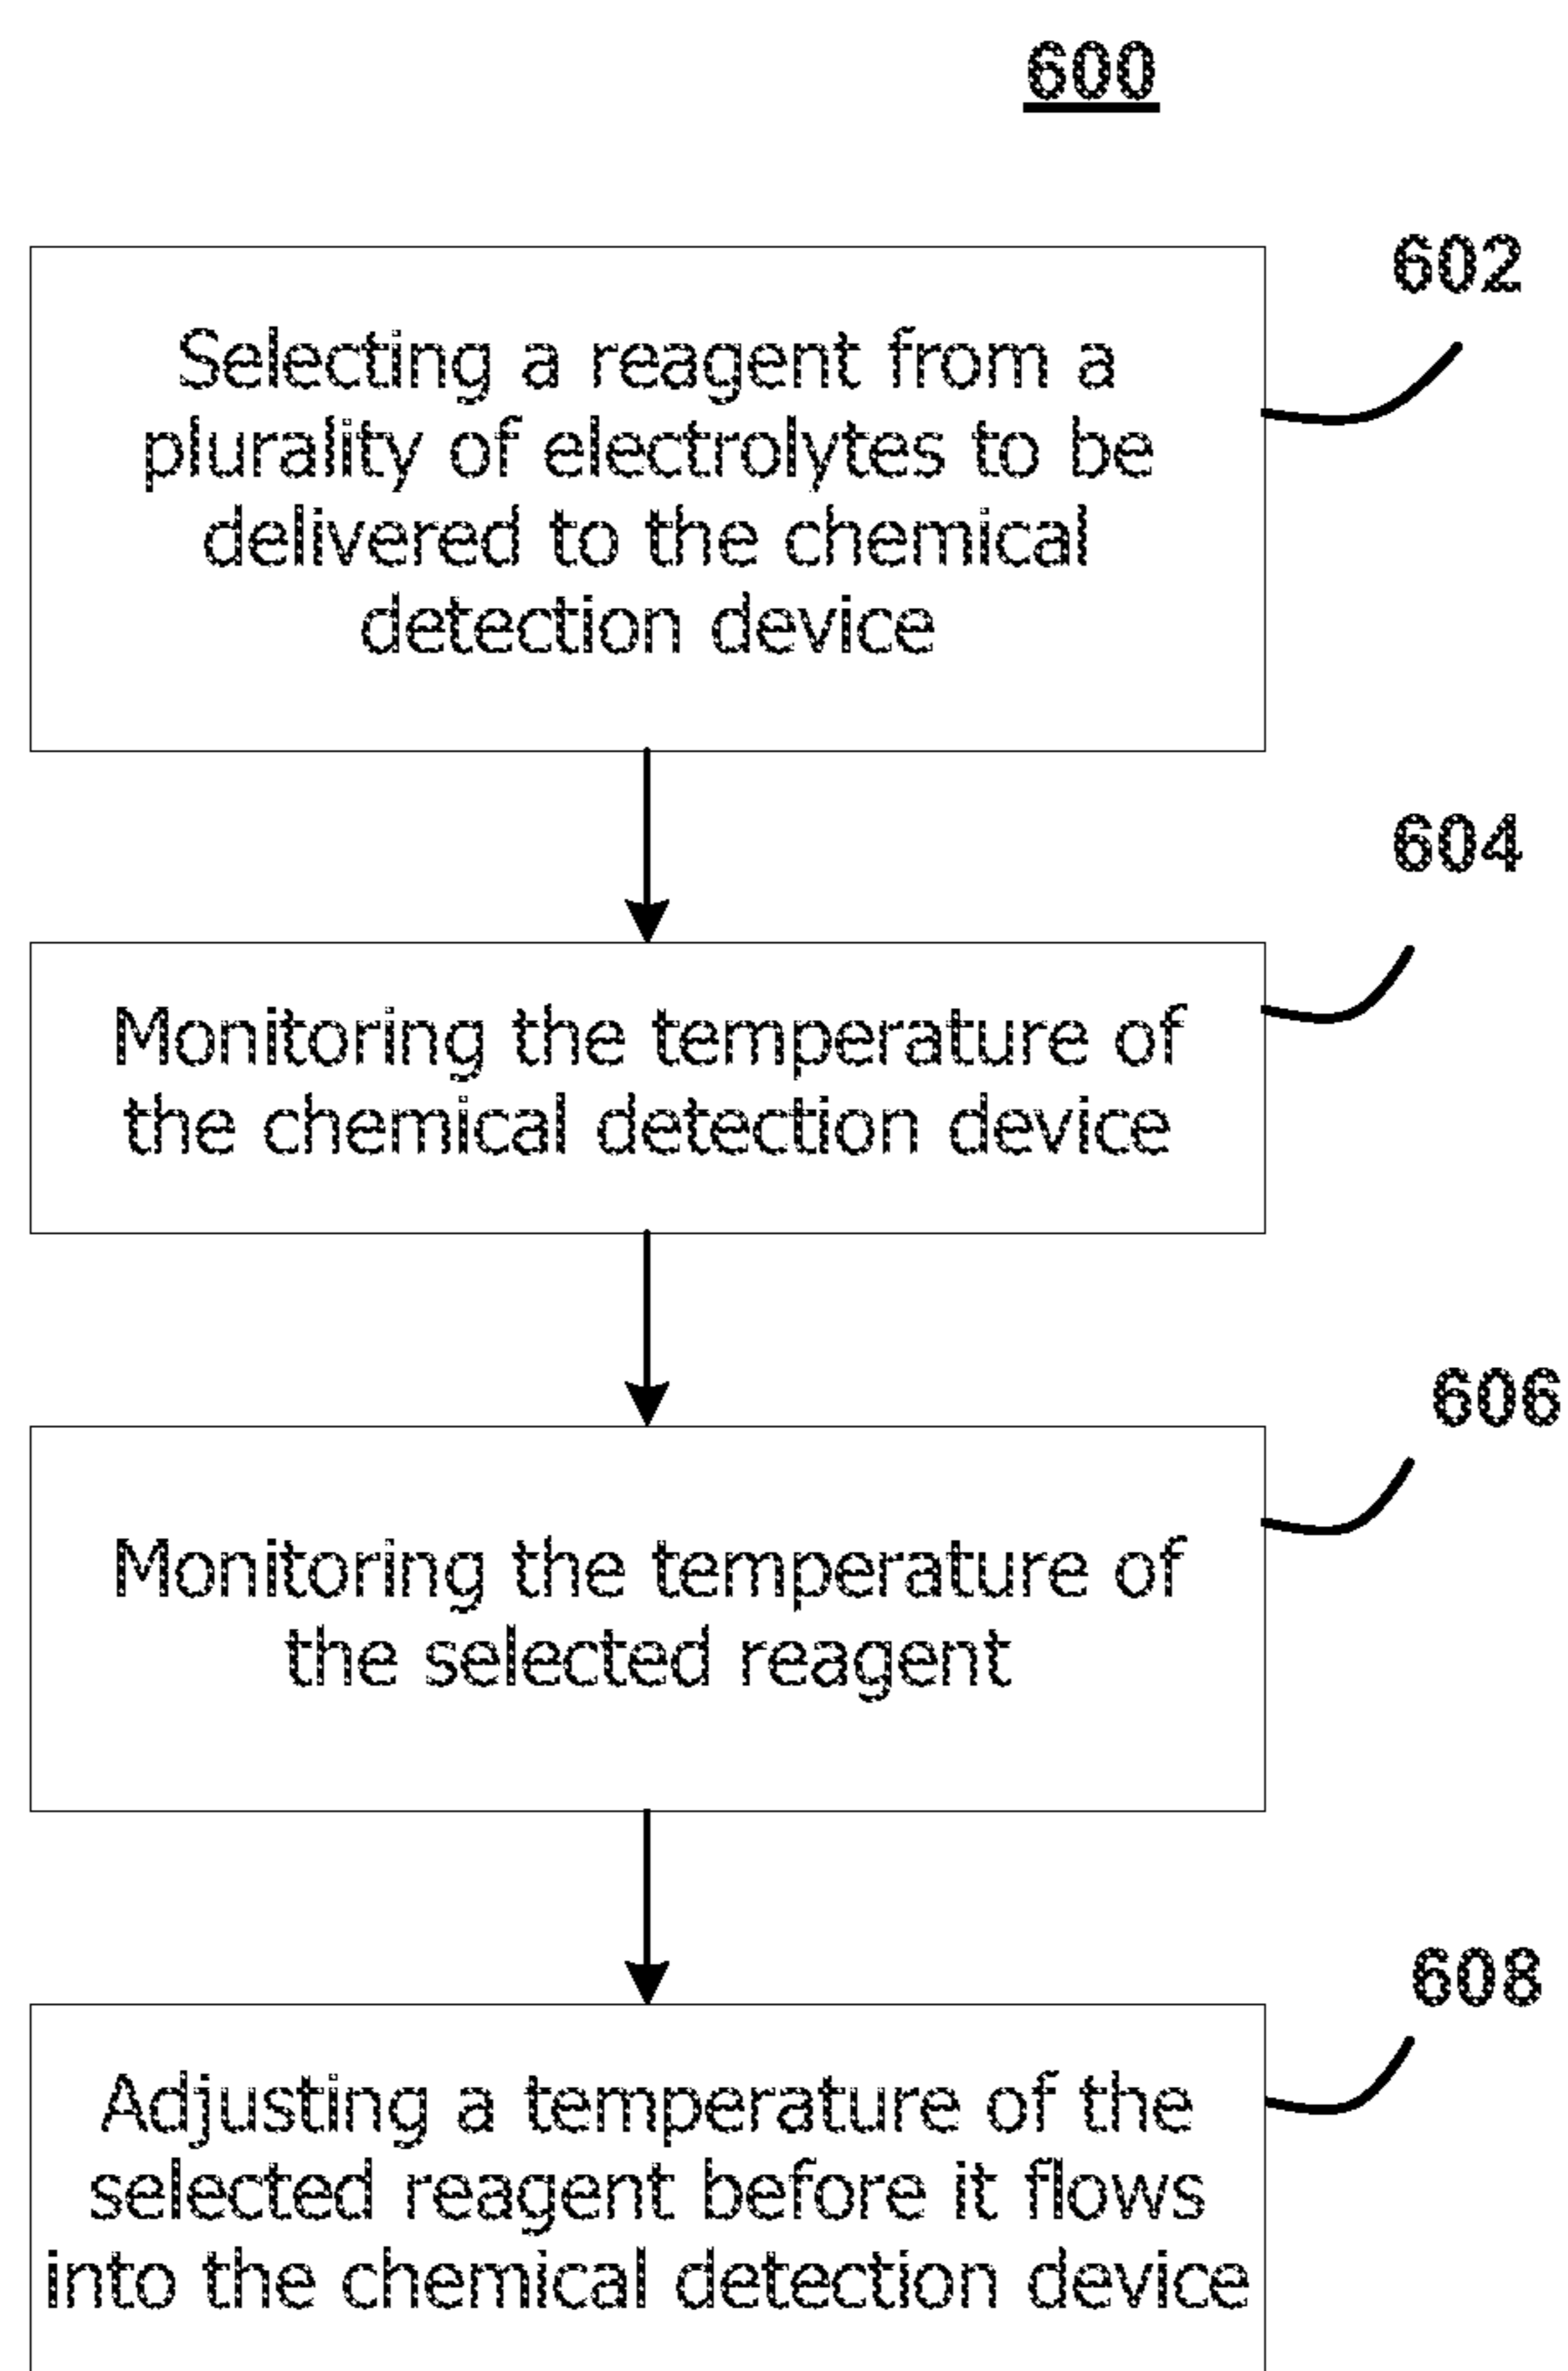 600
602
Selecting a reagent from a
plurality of electrolytes to be
delivered to the chemical
detection device
604
Monitoring the temperature of
the chemical detection device
606
Monitoring the temperature of
the selected reagent
608
Adjusting a temperature of the
selected reagent before it flows
into the chemical detection device